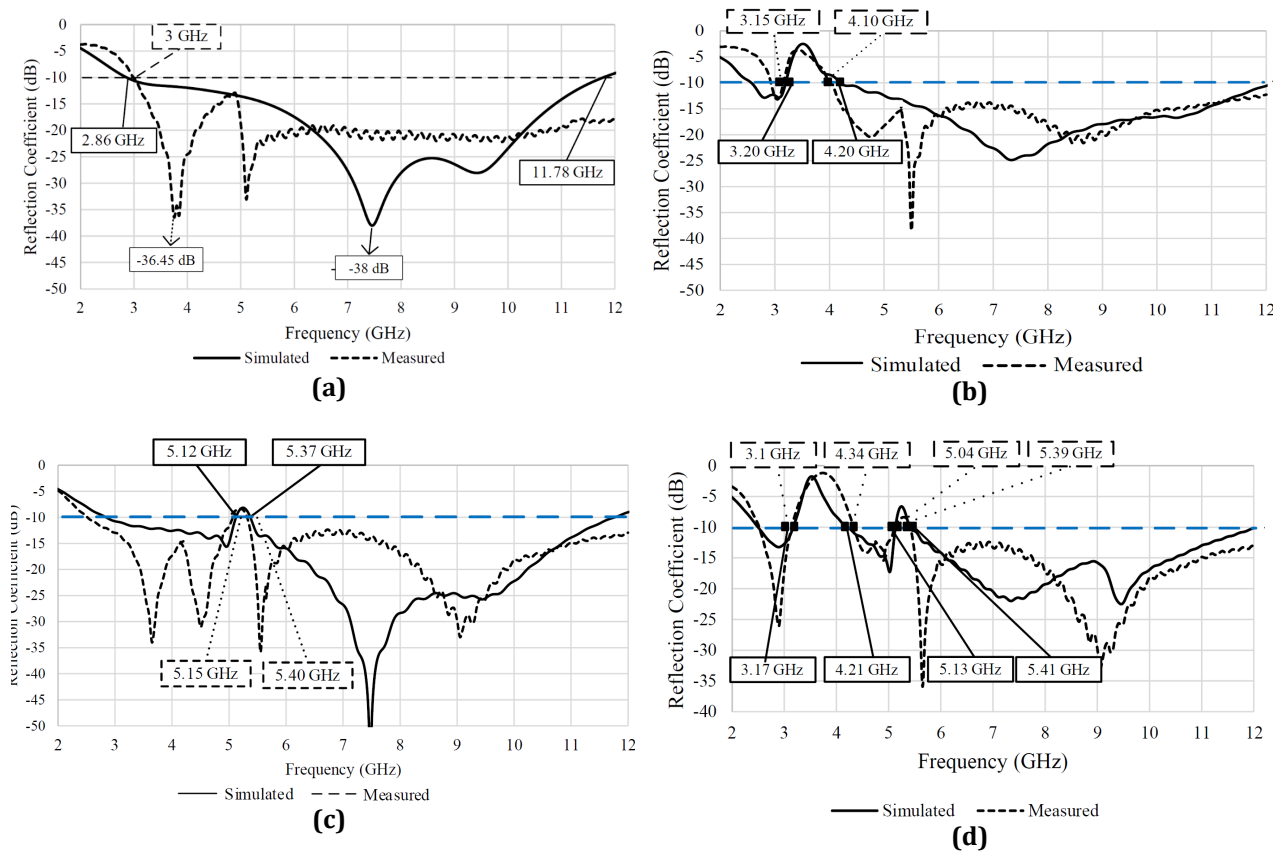 0
-5
-10
-15
-20
-25
-30
-35
-40
-45
-50
Reflection Coefficient (dB)
3 GHz
2.86 GHz
11.78 GHz
-36.45 dB
-38 dB
2 3 4 5 6 7 8 9 10 11 12
Frequency (GHz)
Simulated Measured
(a)
0
-5
-10
-15
-20
-25
-30
-35
-40
-45
-50
Reflection Coefficient (dB)
3.15 GHz 4.10 GHz
3.20 GHz 4.20 GHz
2 3 4 5 6 7 8 9 10 11 12
Frequency (GHz)
Simulated Measured
(b)
5.12 GHz 5.37 GHz
0
-5
-10
-15
-20
-25
-30
-35
-40
-45
-50
Reflection Coefficient (dB)
5.15 GHz 5.40 GHz
2 3 4 5 6 7 8 9 10 11 12
Frequency (GHz)
Simulated Measured
(c)
3.1 GHz 4.34 GHz 5.04 GHz 5.39 GHz
0
-5
-10
-15
-20
-25
-30
-35
-40
Reflection Coefficient (dB)
3.17 GHz 4.21 GHz 5.13 GHz 5.41 GHz
2 3 4 5 6 7 8 9 10 11 12
Frequency (GHz)
Simulated Measured
(d)